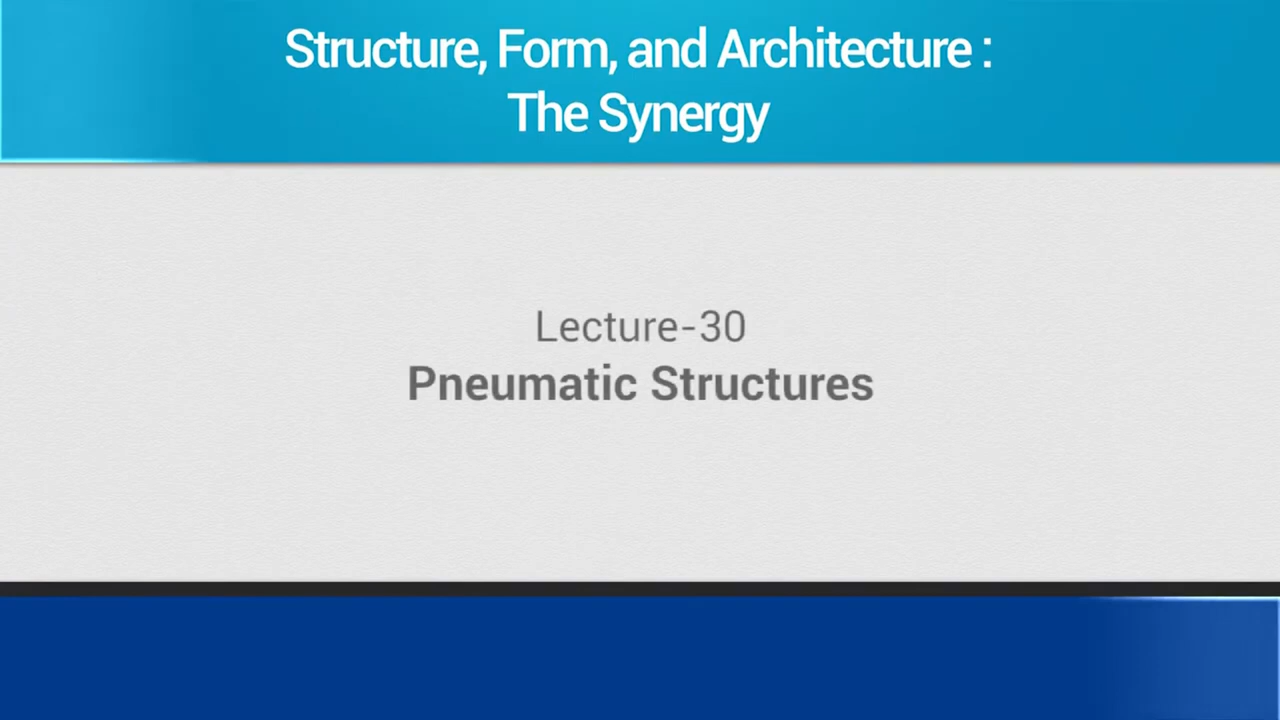 Structure, Form, and Architecture :
The Synergy
Lecture-30
Pneumatic Structures